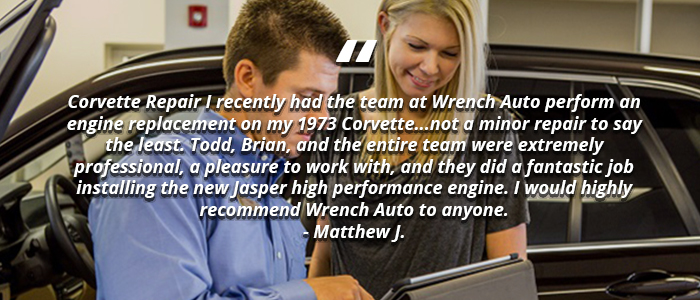 "
Corvette Repair I recently had the team at Wrench Auto perform an
engine replacement on my 1973 Corvette...not a minor repair to say
the least. Todd, Brian, and the entire team were extremely
professional, a pleasure to work with, and they did a fantastic job
installing the new Jasper high performance engine. I would highly
recommend Wrench Auto to anyone.
- Matthew J.